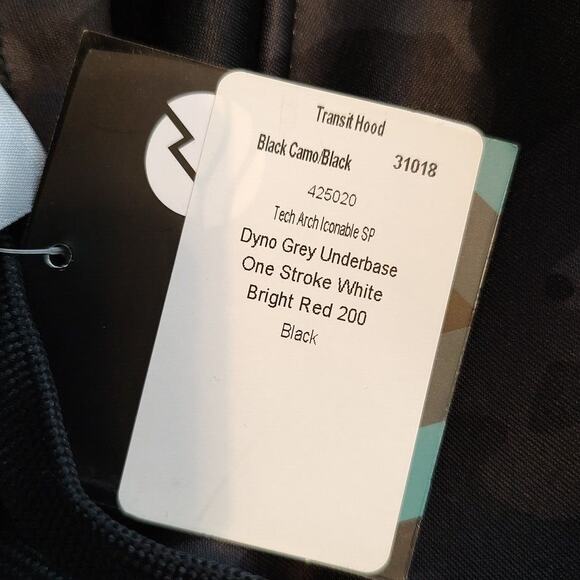 Transit Hood
Black Camo/Black 31018
425020
Tech Arch Iconable SP
Dyno Grey Underbase
One Stroke White
Bright Red 200
Black